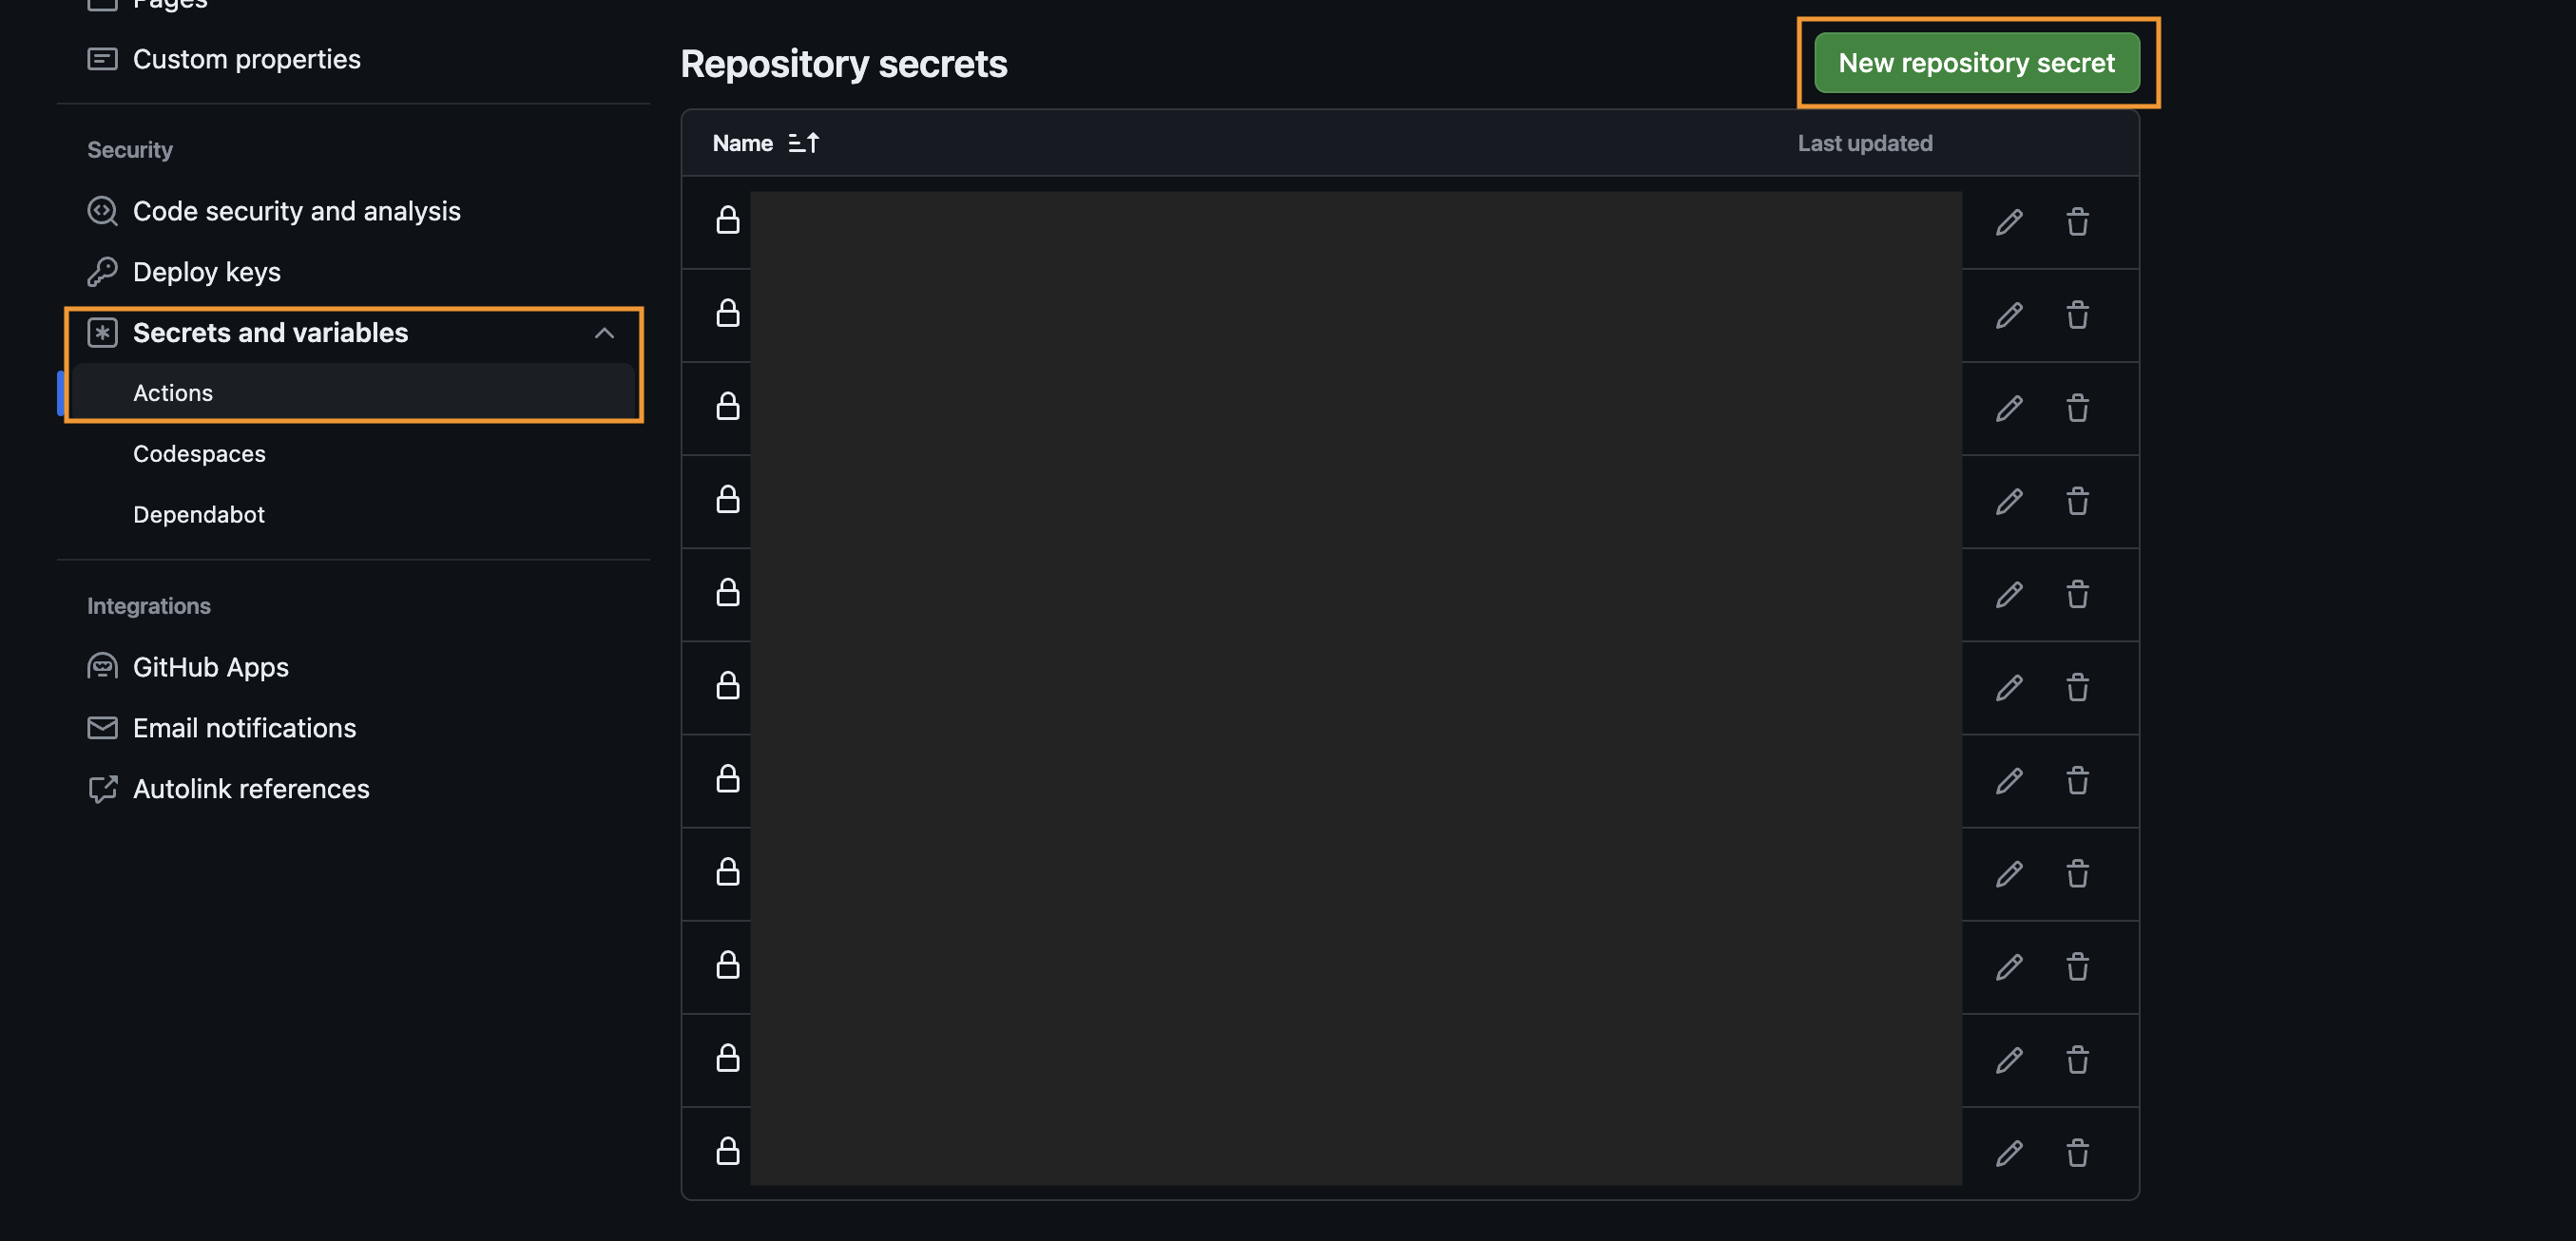 Pages
Custom properties
Security
Code security and analysis
Deploy keys
Secrets and variables
Actions
Codespaces
Dependabot
Integrations
GitHub Apps
Email notifications
Autolink references
Repository secrets
New repository secret
Name
Last updated